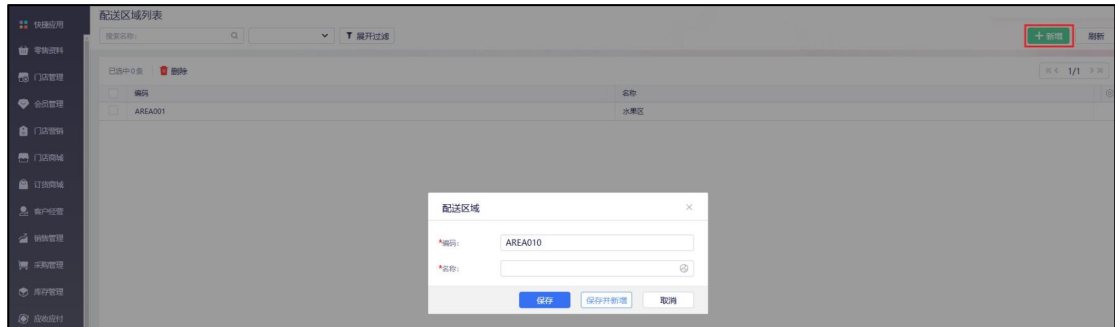 快捷应用
零售资料
门店管理
会员管理
门店营销
门店商城
订货商城
客户经营
销售管理
采购管理
库存管理
应收应付
配送区域列表
搜索名称:
展开过滤
+ 新增
刷新
已选中0条 删除
1/1
编码 名称
AREA001 水果区
配送区域
*编码: AREA010
*名称:
保存 保存并新增 取消